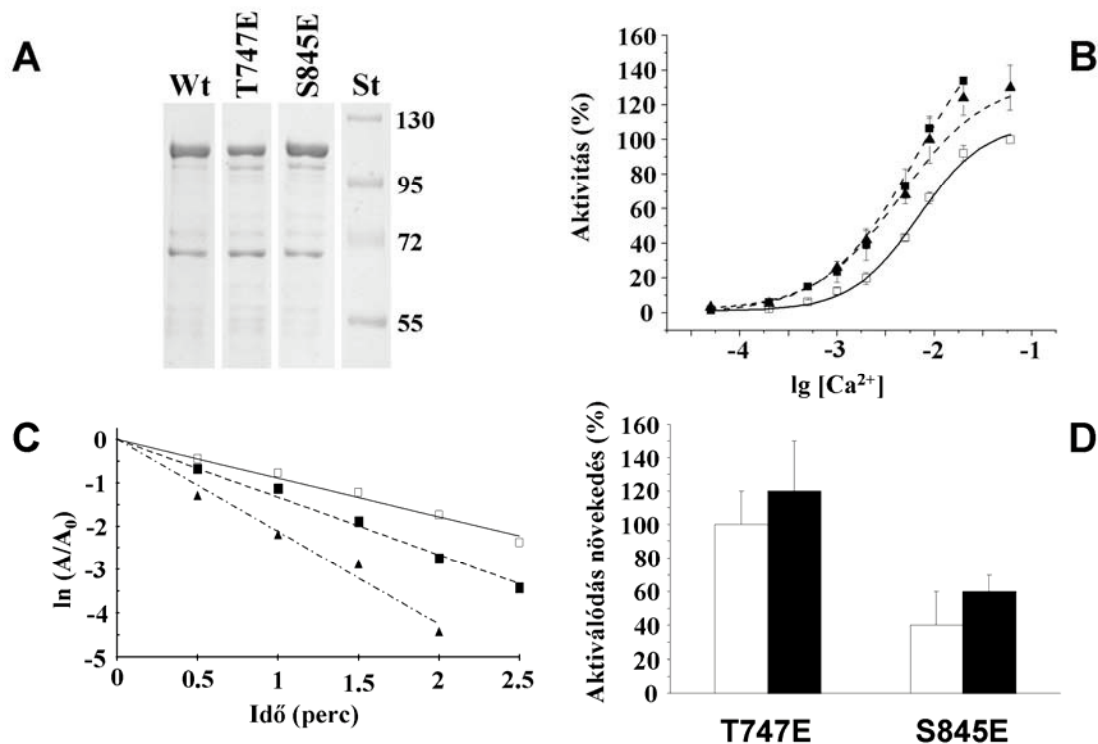 A
Wt T747E S845E St
130
95
72
55
B
Aktivitás (%)
160
140
120
100
80
60
40
20
0
-4 -3 -2 -1
lg [Ca²⁺]
C
ln (A/A₀)
0
-1
-2
-3
-4
-5
0 0.5 1 1.5 2 2.5
Idő (perc)
D
Aktiválódás növekedés (%)
160
140
120
100
80
60
40
20
0
T747E S845E